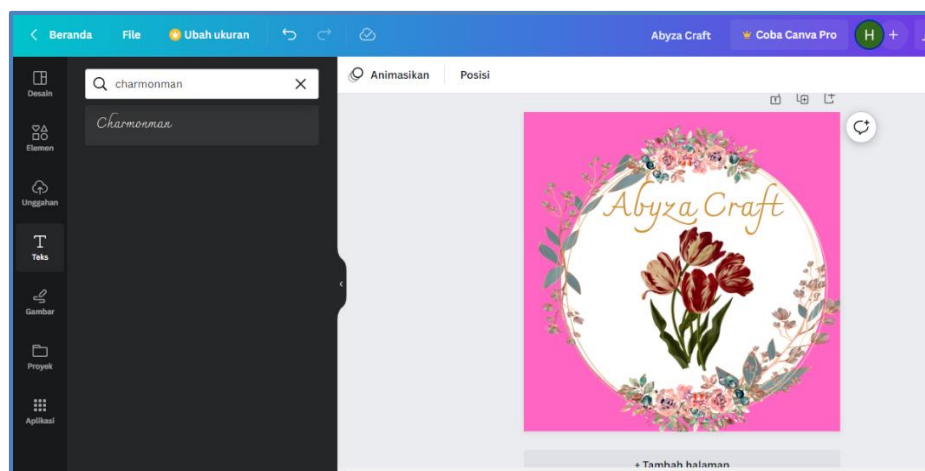 Beranda File Ubah ukuran Abyza Craft Coba Canva Pro H +
Animasikan Posisi
Desain
charmonman
Charmonman
Elemen
Unggahan
Teks
Gambar
Proyek
Aplikasi
Abyza Craft
+ Tambah halaman